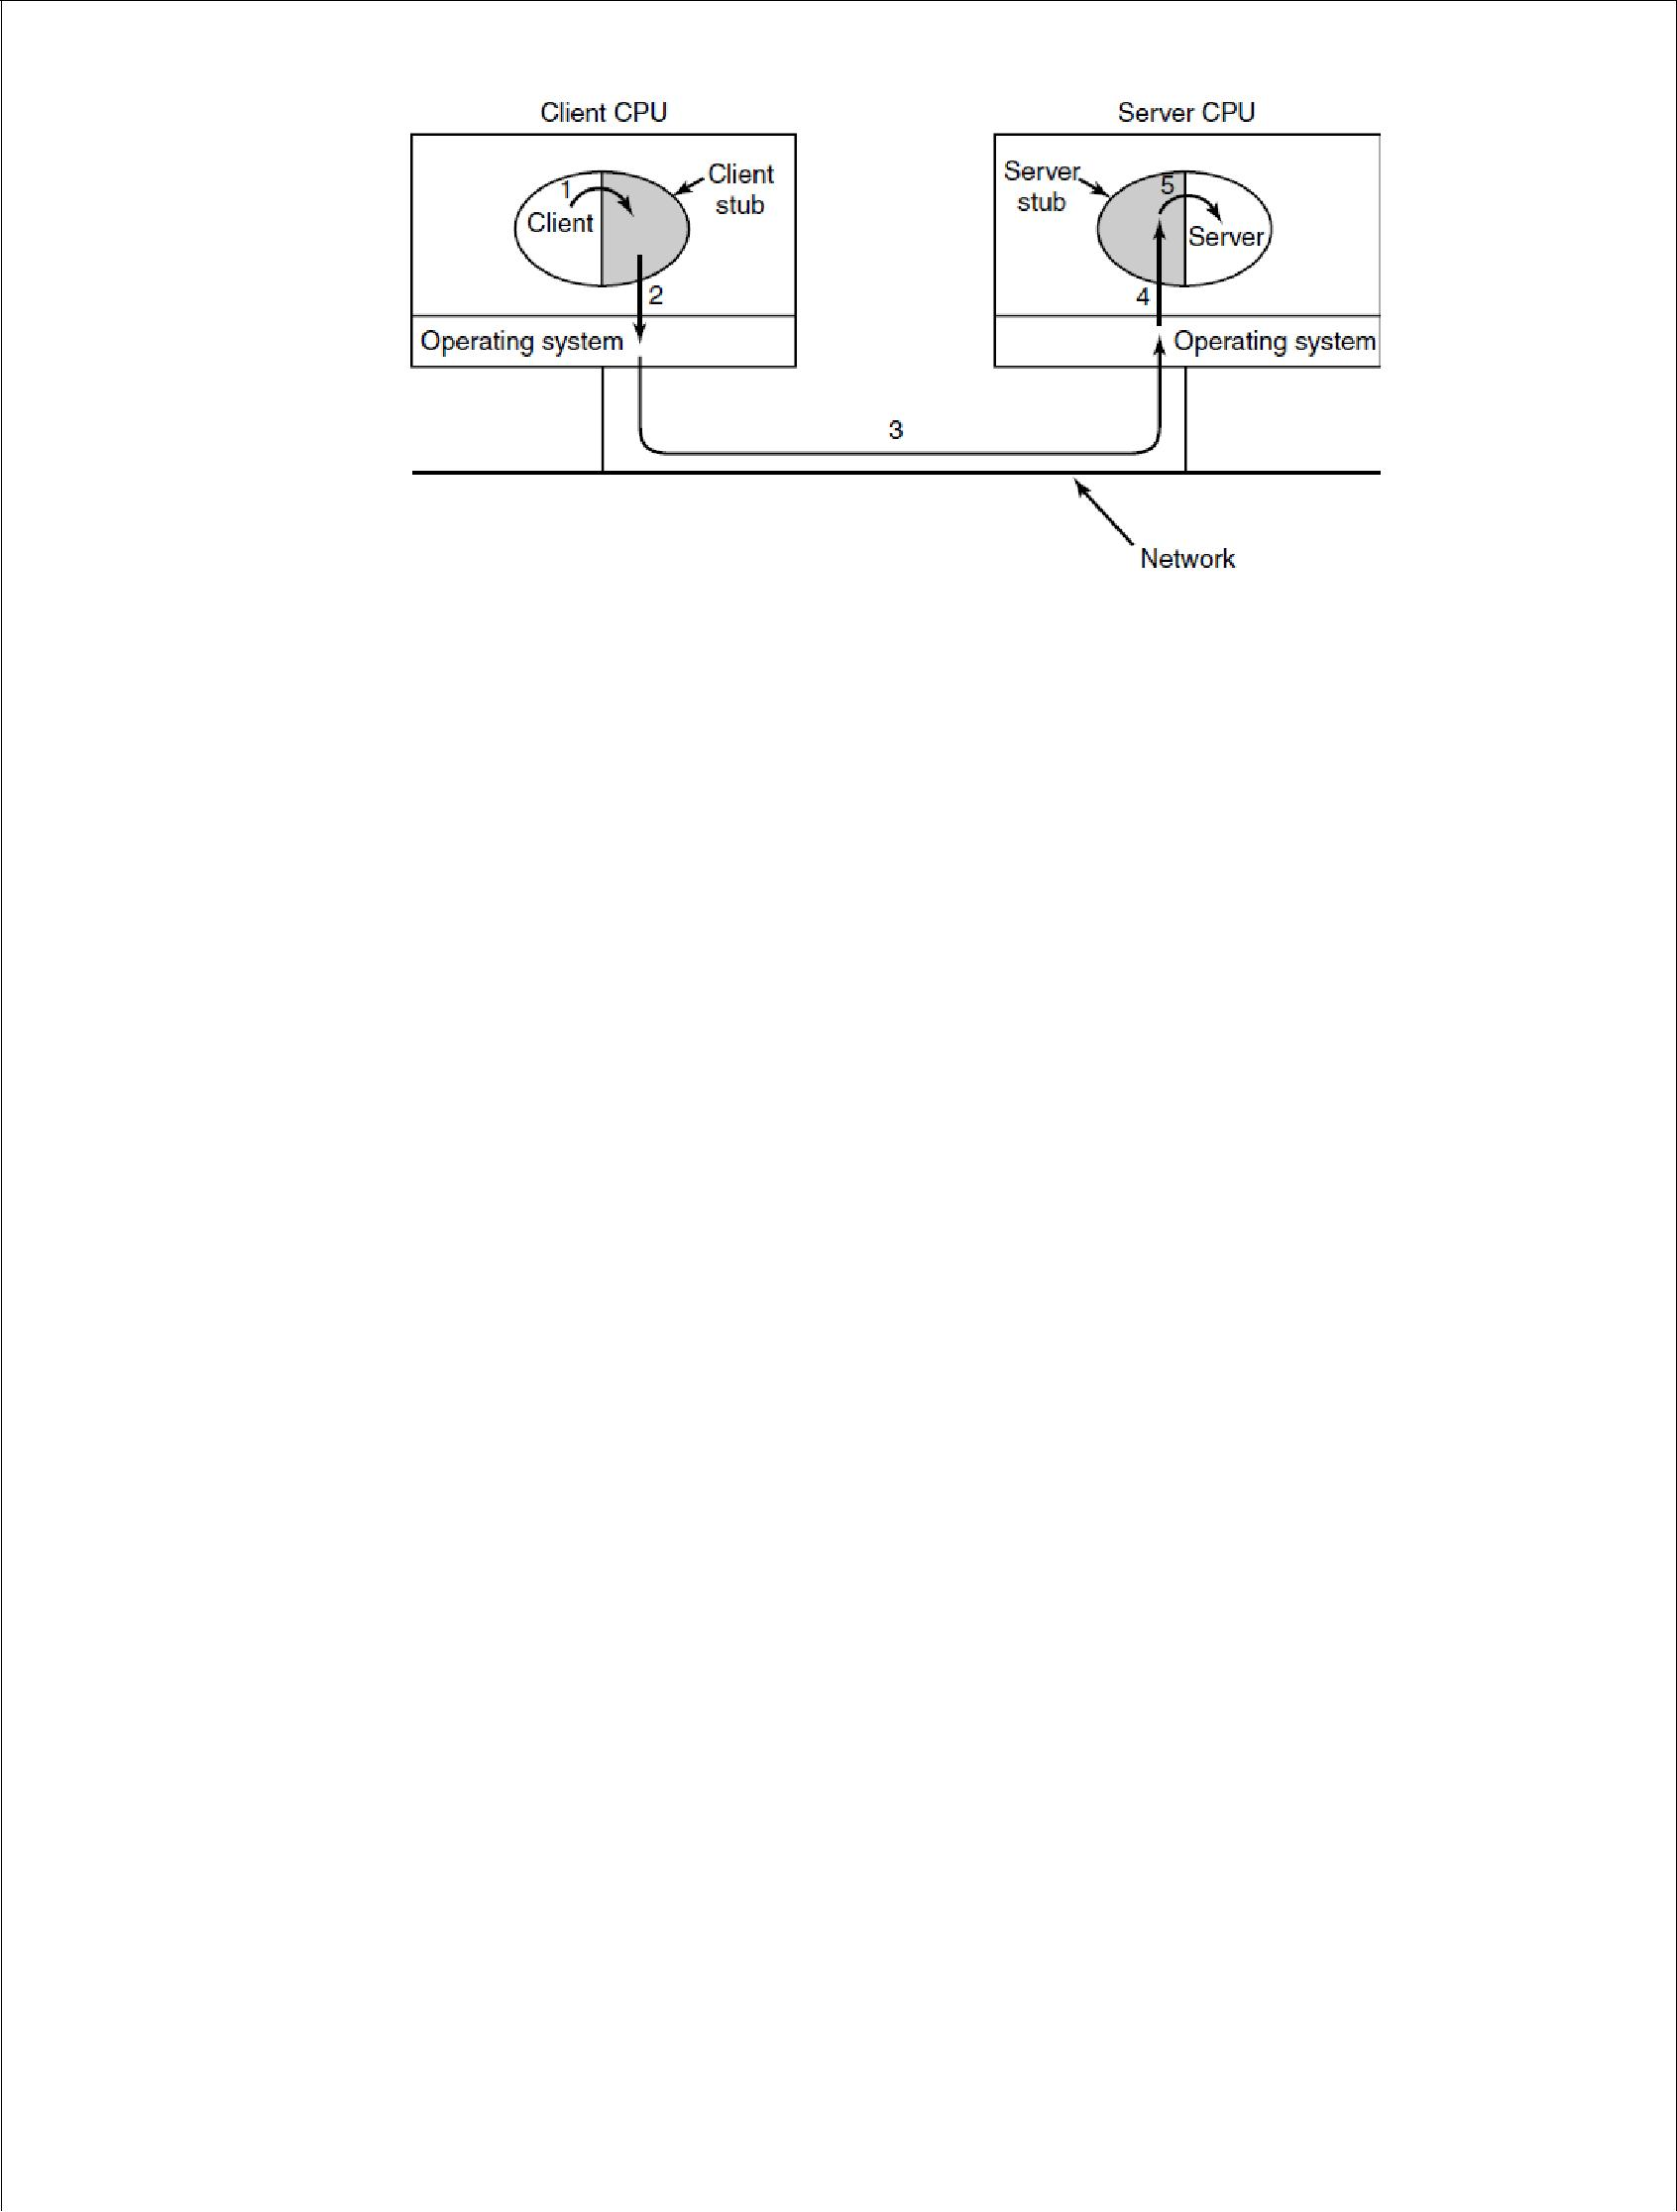 Client CPU
Server CPU
1
Client
Client
stub
2
Operating system
Server
stub
5
Server
4
Operating system
3
Network